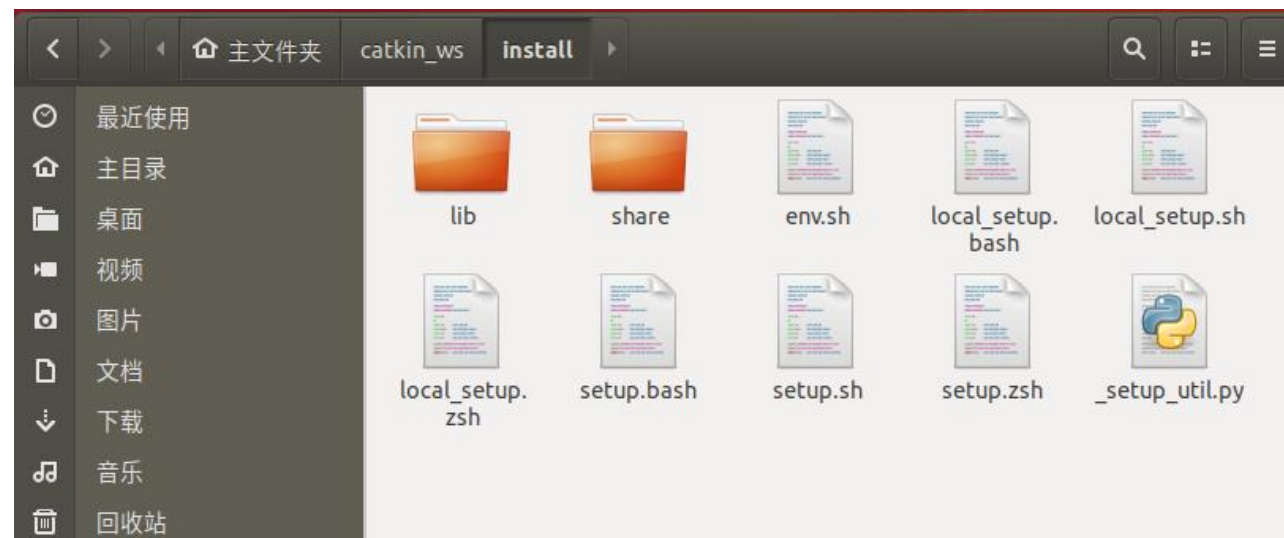 主文件夹 catkin_ws install
最近使用
主目录
桌面
视频
图片
文档
下载
音乐
回收站
lib share env.sh local_setup. local_setup.sh
bash
local_setup. setup.bash setup.sh setup.zsh _setup_util.py
zsh